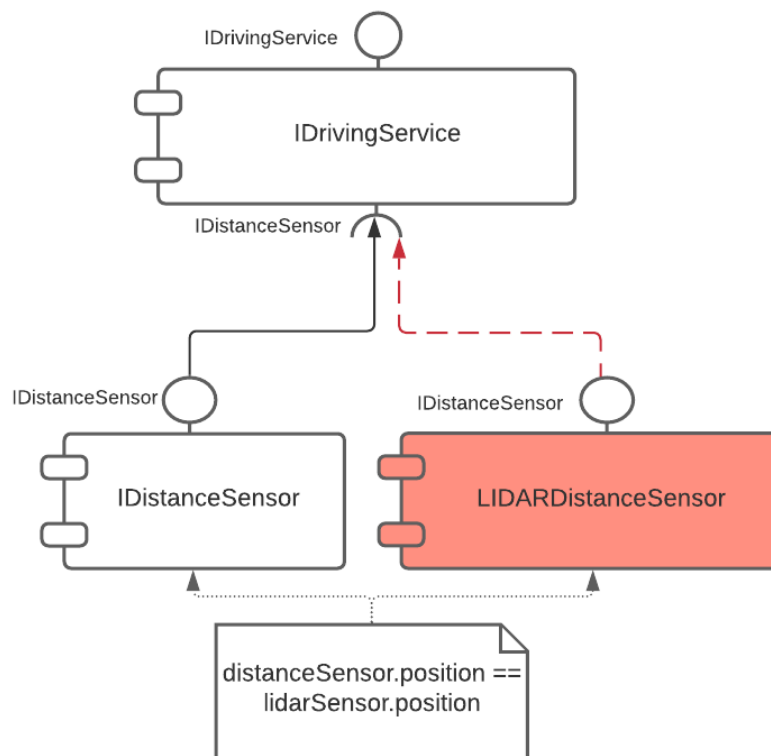 IDrivingService
IDrivingService
IDistanceSensor
IDistanceSensor
IDistanceSensor
IDistanceSensor
LIDARDistanceSensor
distanceSensor.position ==
lidarSensor.position